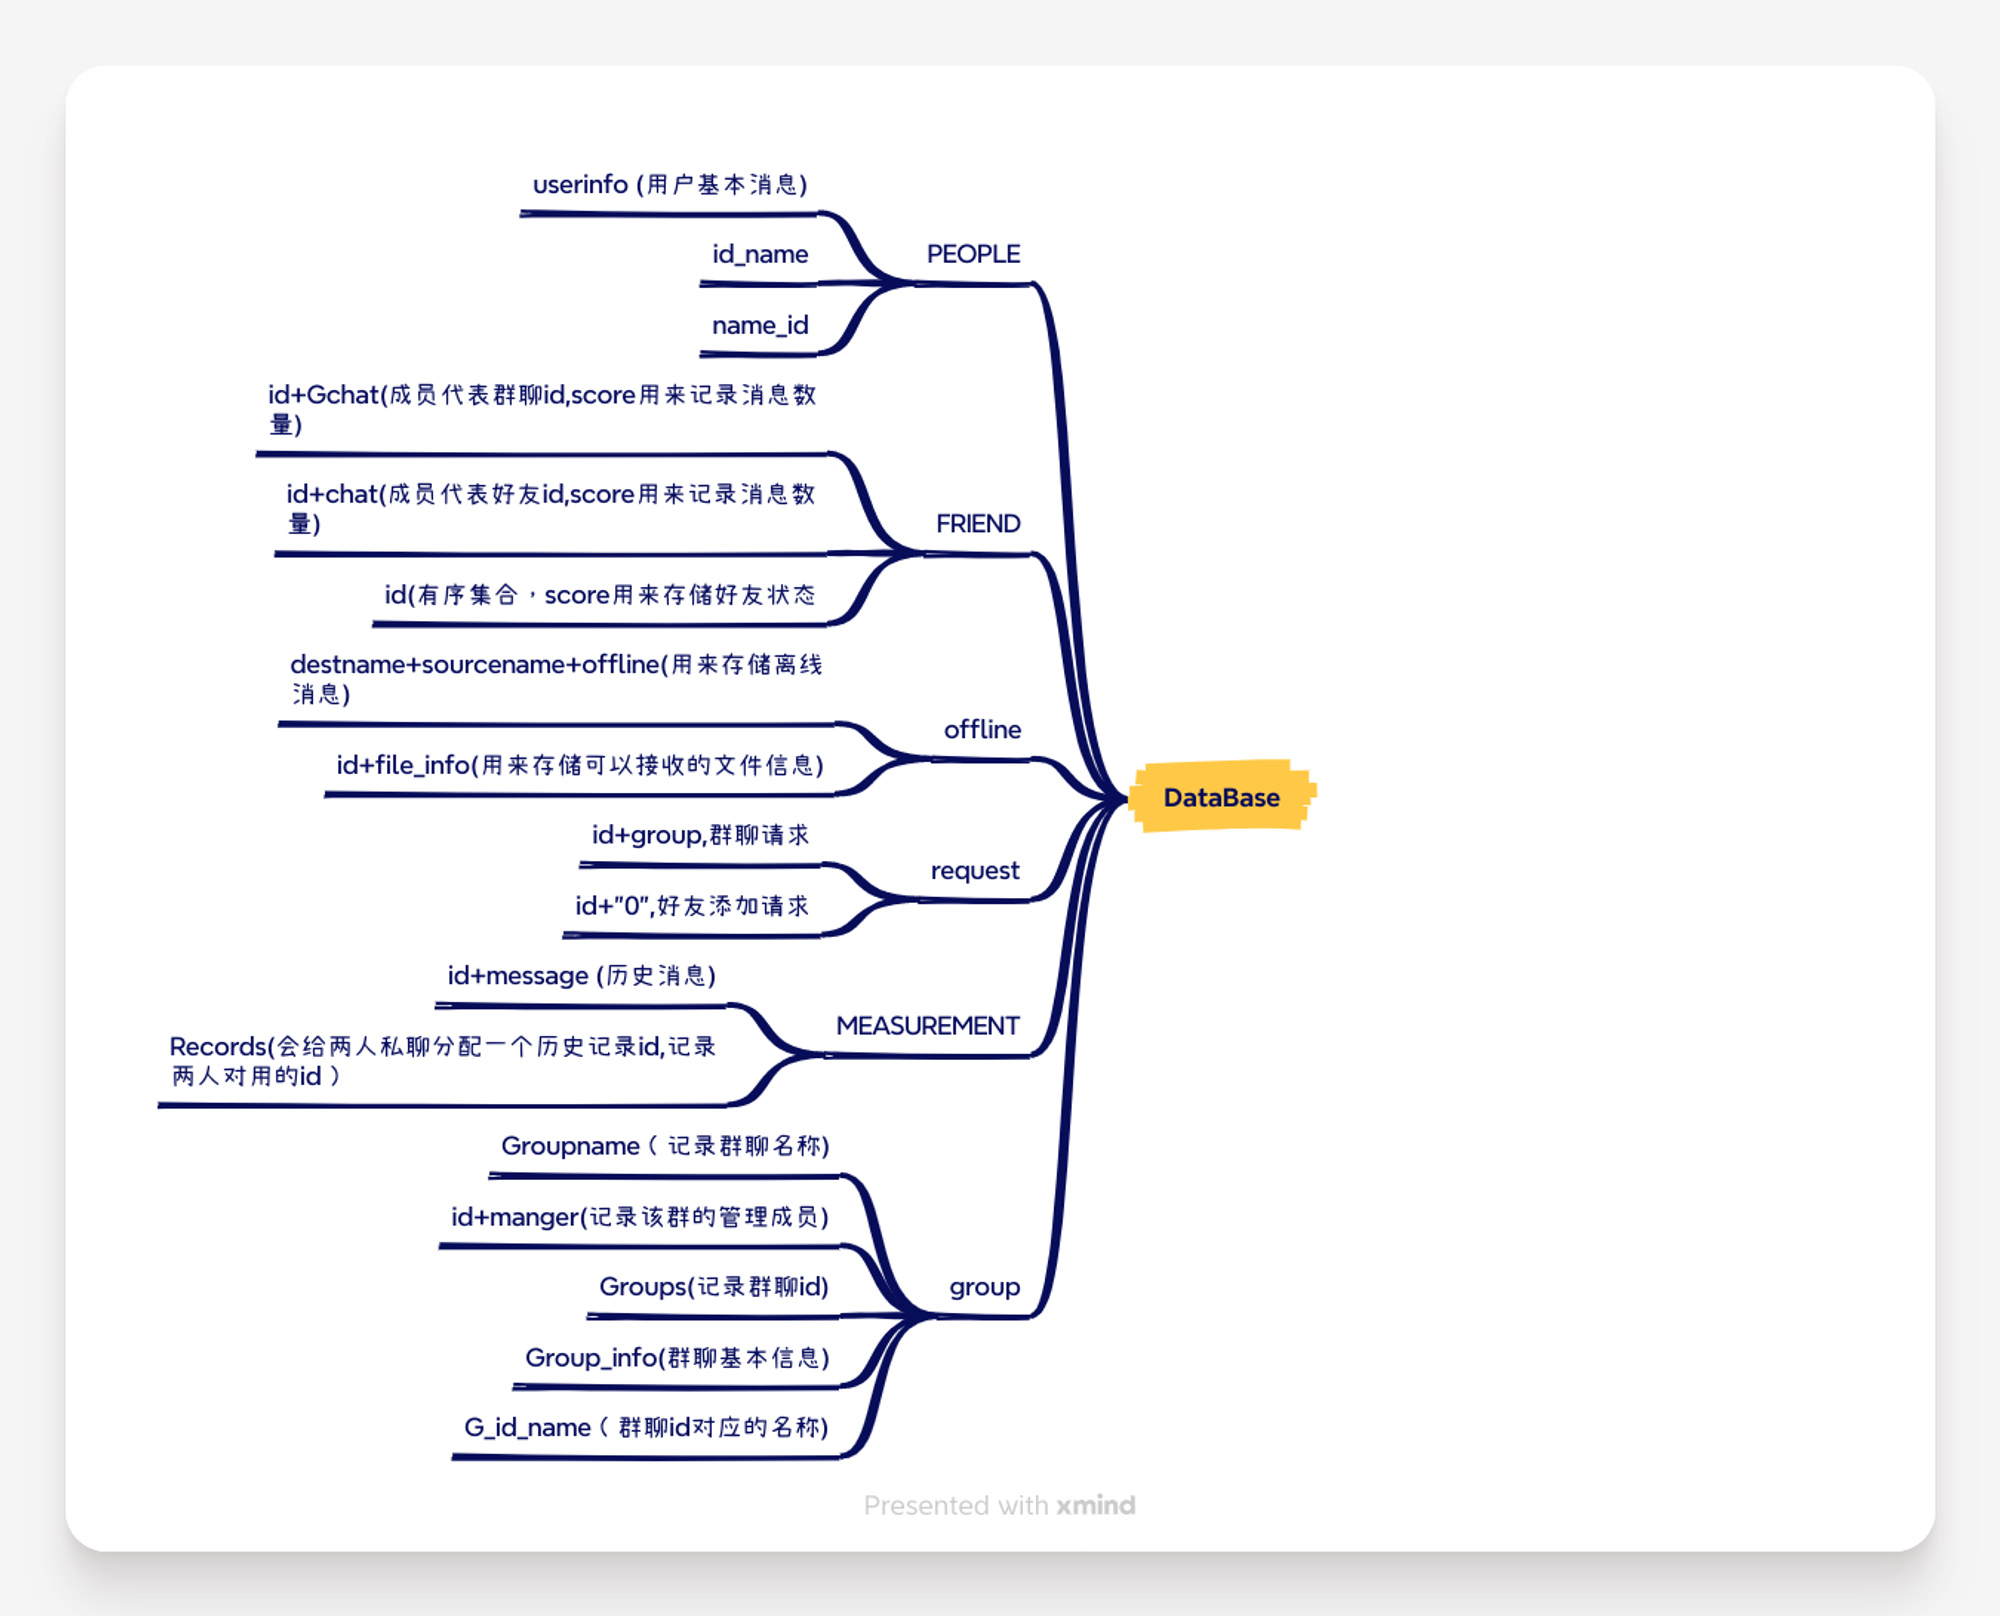 userinfo (用户基本消息)
id_name
name_id
PEOPLE
id+Gchat(成员代表群聊id,score用来记录消息数
量)
id+chat(成员代表好友id,score用来记录消息数
量)
id(有序集合，score用来存储好友状态
FRIEND
destname+sourcename+offline(用来存储离线
消息)
id+file_info(用来存储可以接收的文件信息)
offline
id+group,群聊请求
id+"0",好友添加请求
request
id+message (历史消息)
Records(会给两人私聊分配一个历史记录id,记录
两人对用的id）
MEASUREMENT
Groupname（记录群聊名称)
id+manger(记录该群的管理成员)
Groups(记录群聊id)
Group_info(群聊基本信息)
G_id_name（群聊id对应的名称)
group
DataBase
Presented with xmind